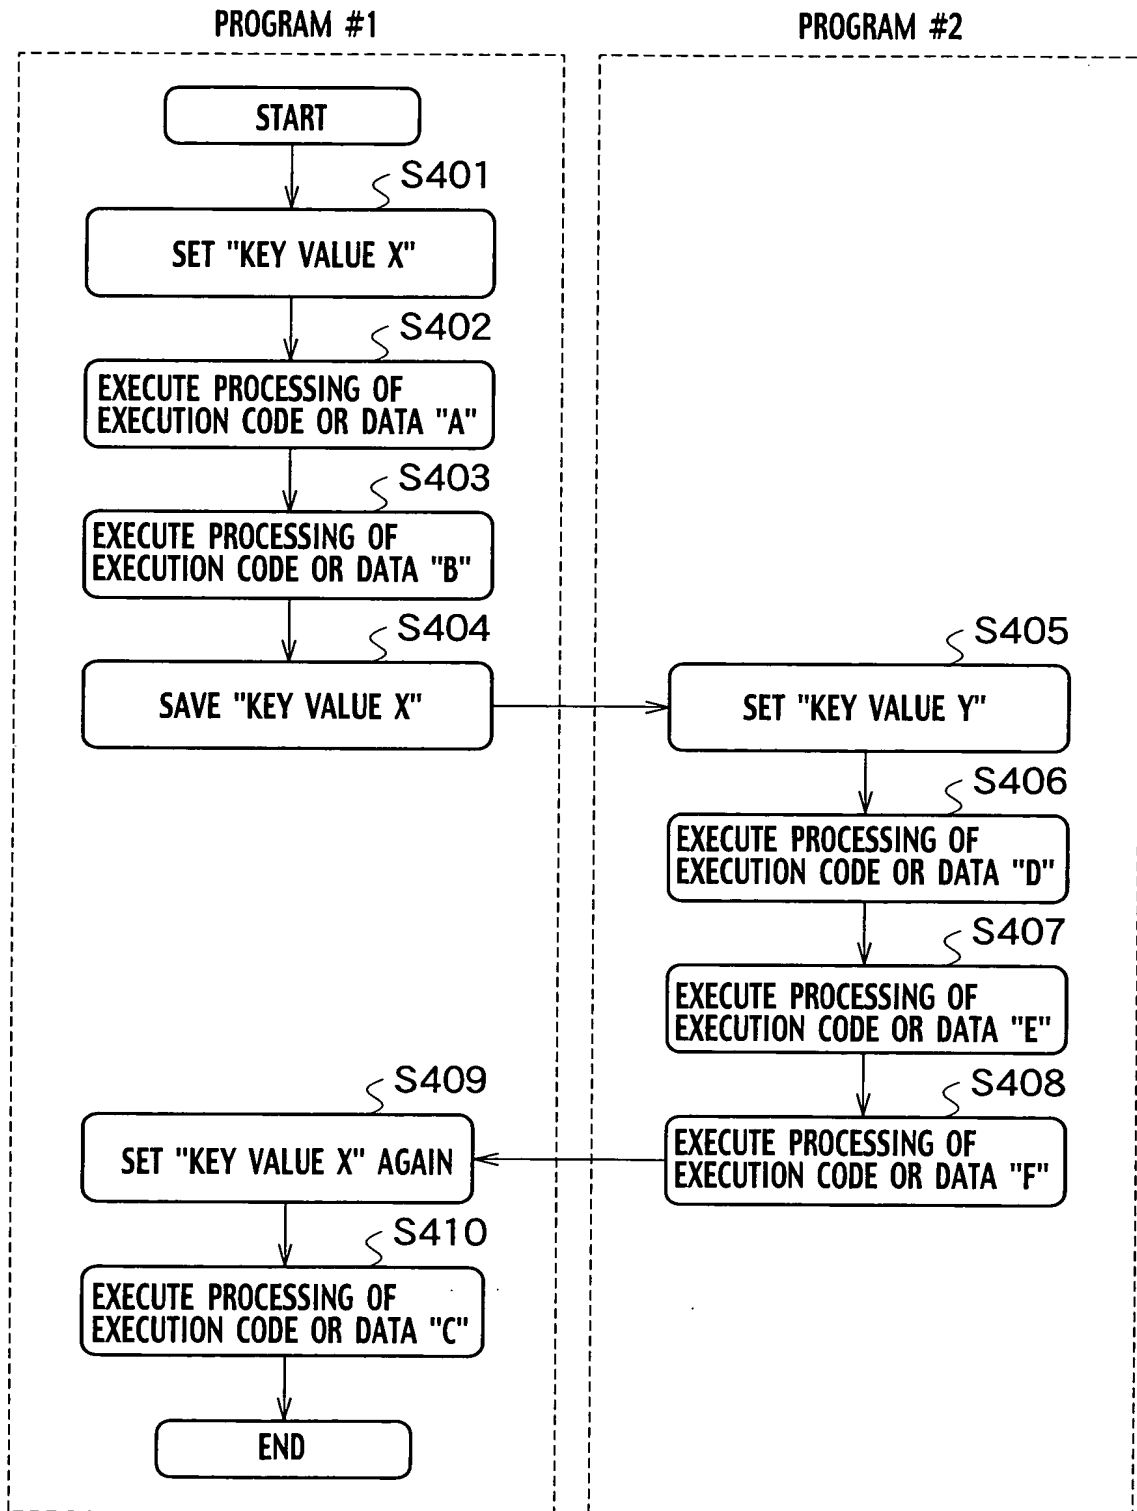 PROGRAM #1
PROGRAM #2
START
S401
SET "KEY VALUE X"
S402
EXECUTE PROCESSING OF
EXECUTION CODE OR DATA "A"
S403
EXECUTE PROCESSING OF
EXECUTION CODE OR DATA "B"
S404
SAVE "KEY VALUE X"
S405
SET "KEY VALUE Y"
S406
EXECUTE PROCESSING OF
EXECUTION CODE OR DATA "D"
S407
EXECUTE PROCESSING OF
EXECUTION CODE OR DATA "E"
S408
EXECUTE PROCESSING OF
EXECUTION CODE OR DATA "F"
S409
SET "KEY VALUE X" AGAIN
S410
EXECUTE PROCESSING OF
EXECUTION CODE OR DATA "C"
END